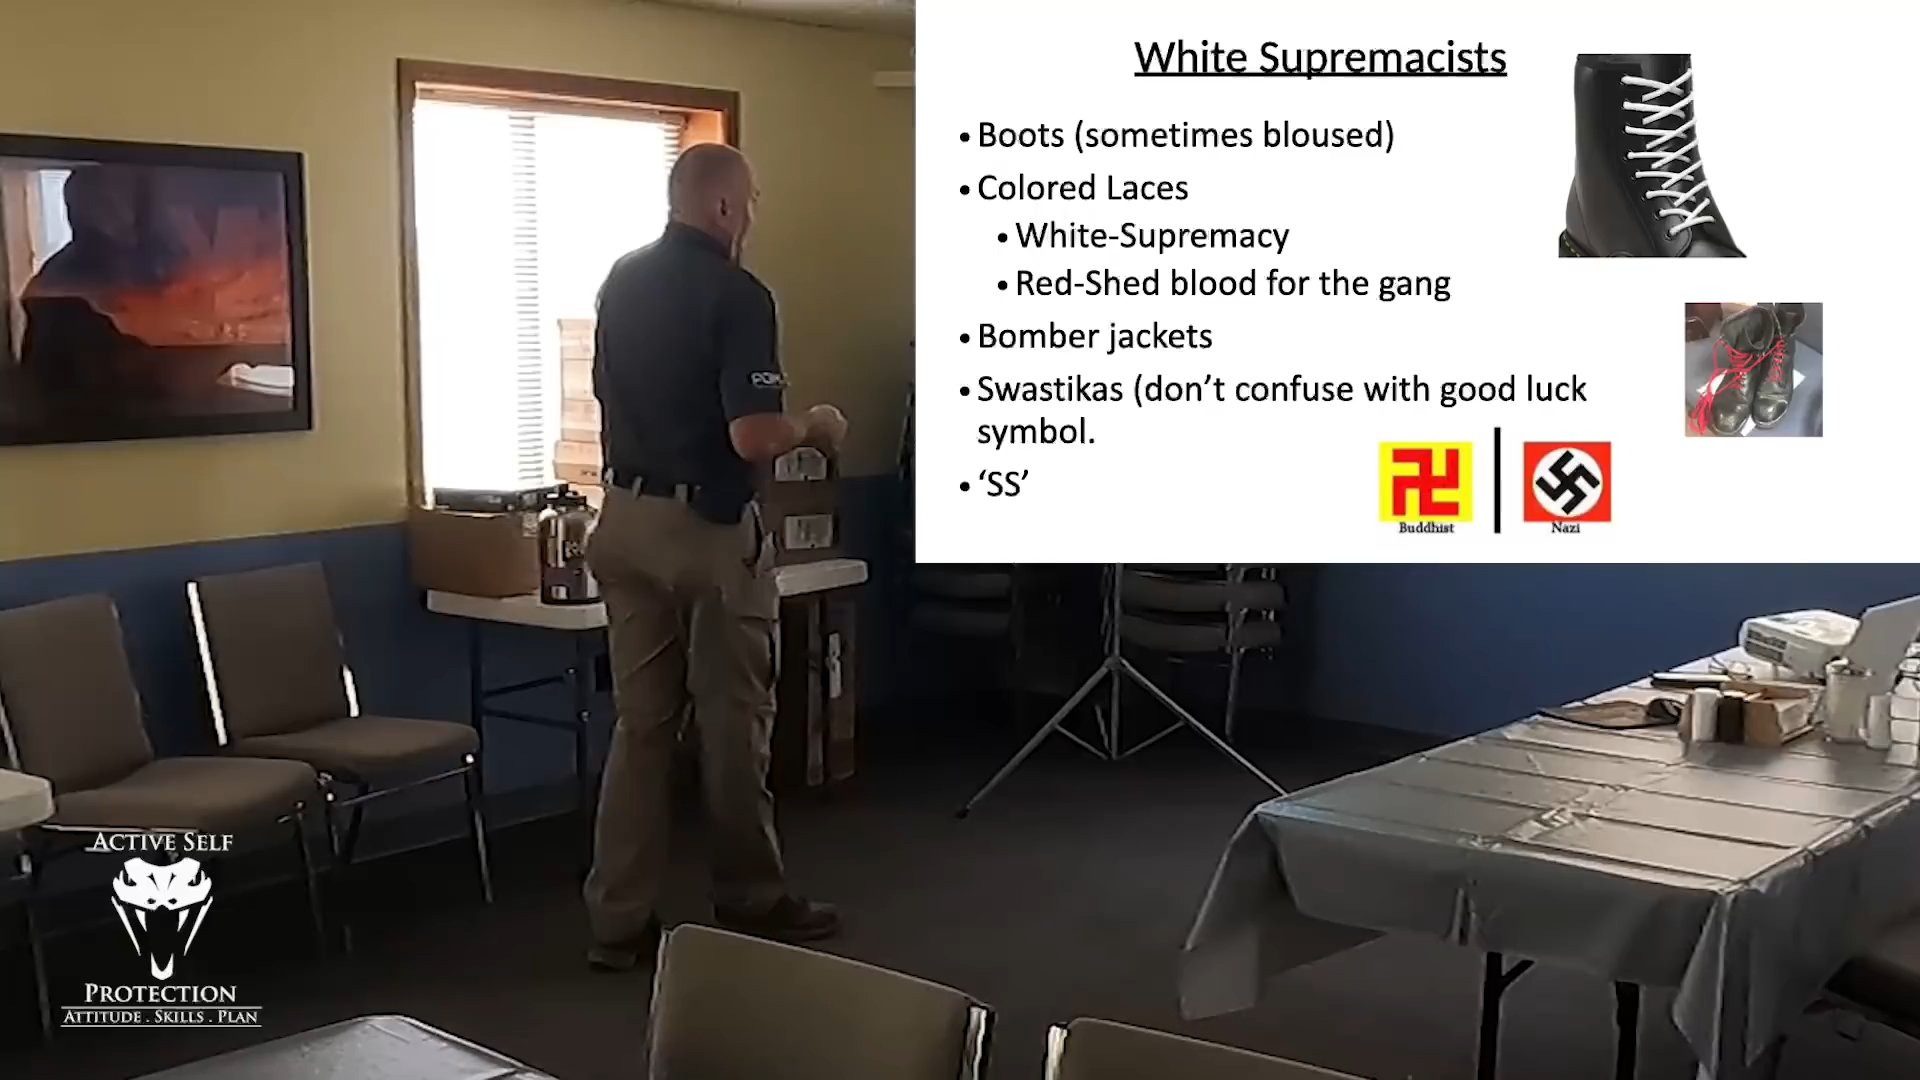 White Supremacists
• Boots (sometimes bloused)
• Colored Laces
• White-Supremacy
• Red-Shed blood for the gang
• Bomber jackets
• Swastikas (don’t confuse with good luck
symbol.
• ‘SS’
Buddhist
Nazi
ACTIVE SELF
PROTECTION
ATTITUDE . SKILLS . PLAN